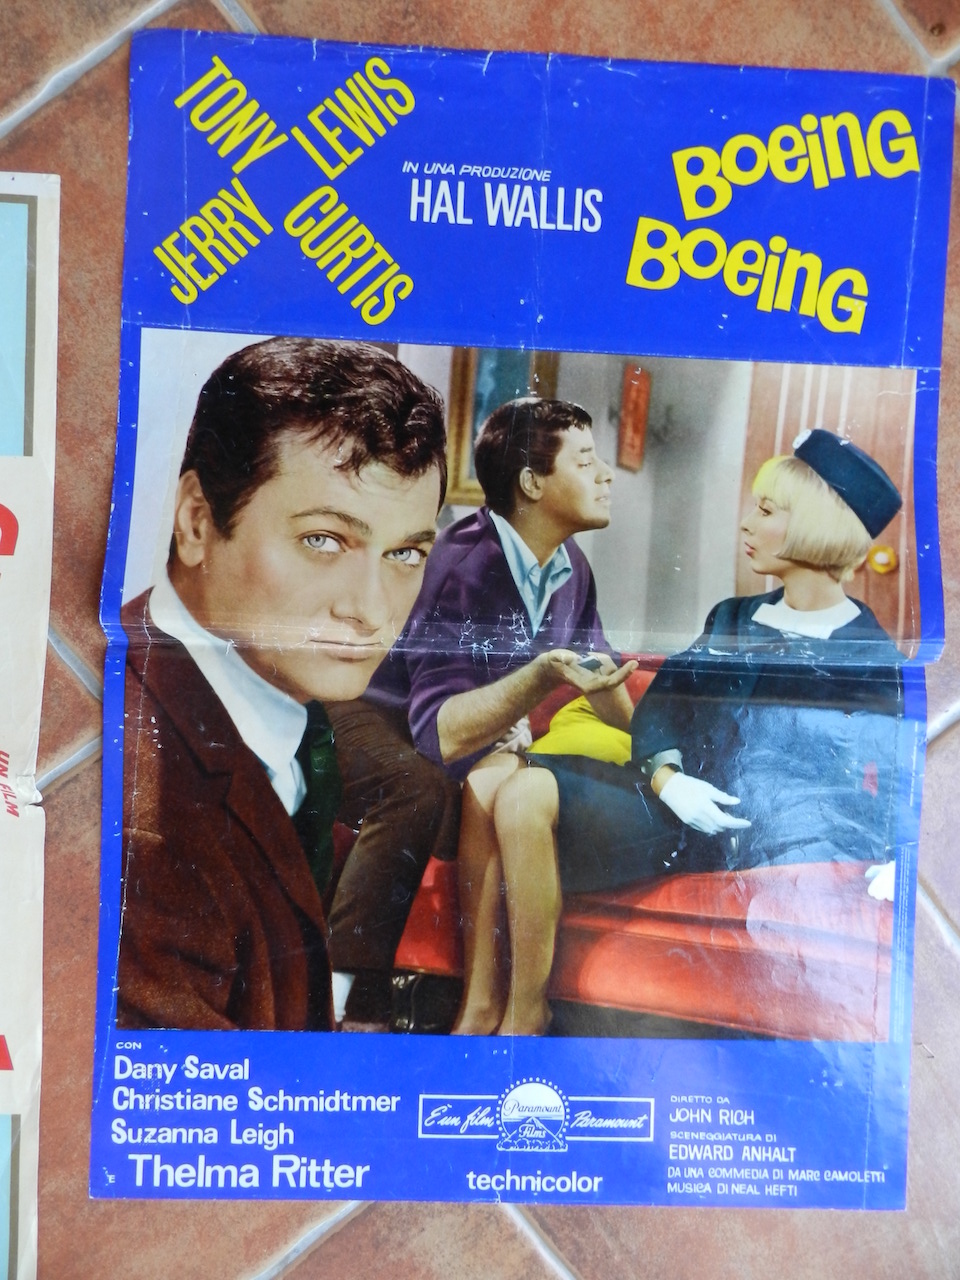 TONY CURTIS
JERRY LEWIS
IN UNA PRODUZIONE
HAL WALLIS
BOEING
BOEING
CON
Dany Saval
Christiane Schmidtmer
Suzanna Leigh
Thelma Ritter
E' un film Paramount Films Paramount
technicolor
DIRETTO DA
JOHN RICH
SCENEGGIATURA DI
EDWARD ANHALT
DA UNA COMMEDIA DI MARC CAMOLETTI
MUSICA DI NEAL HEFTI
UN FILM